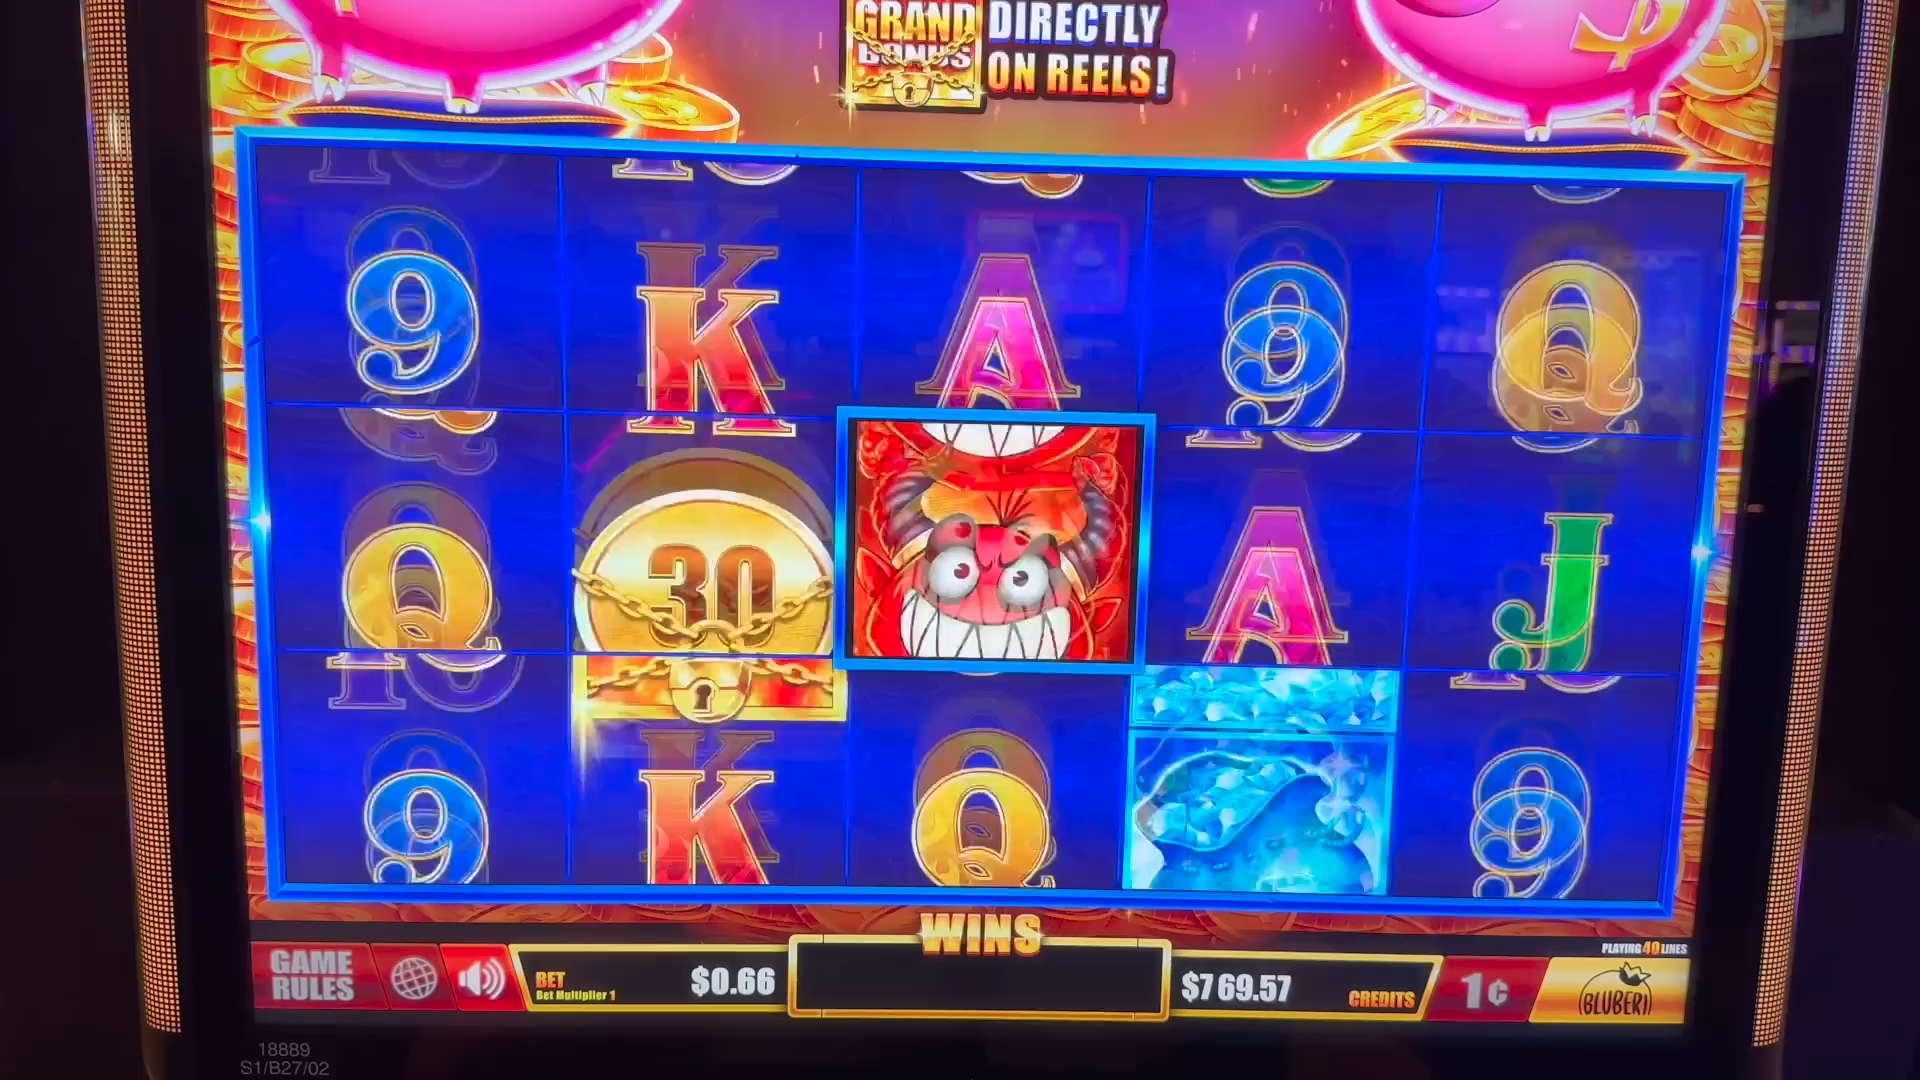 GRAND
BONUS
DIRECTLY
ON REELS!
9 K A 9 Q
Q 30 A J
9 K Q 9
WINS
PLAYING 40 LINES
GAME
RULES
BET
Bet Multiplier 1
$0.66
$769.57
CREDITS
1¢
BLUBERI
18889
S1/B27/02